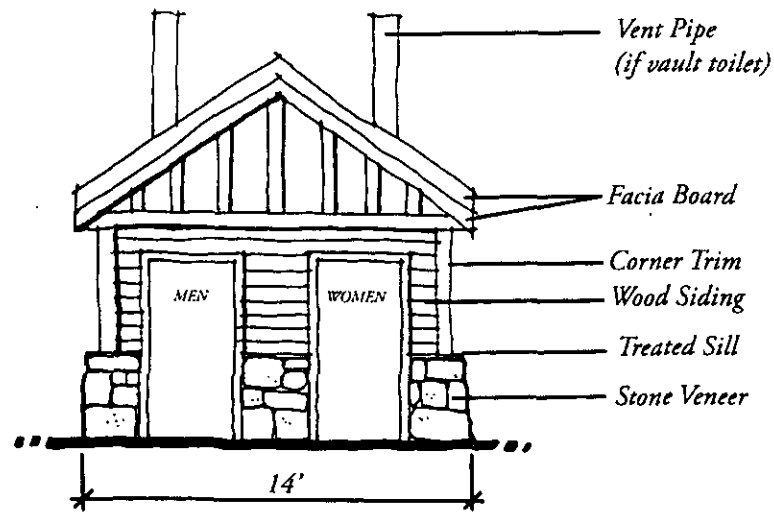 Vent Pipe
(if vault toilet)
Facia Board
Corner Trim
MEN
WOMEN
Wood Siding
Treated Sill
Stone Veneer
14'